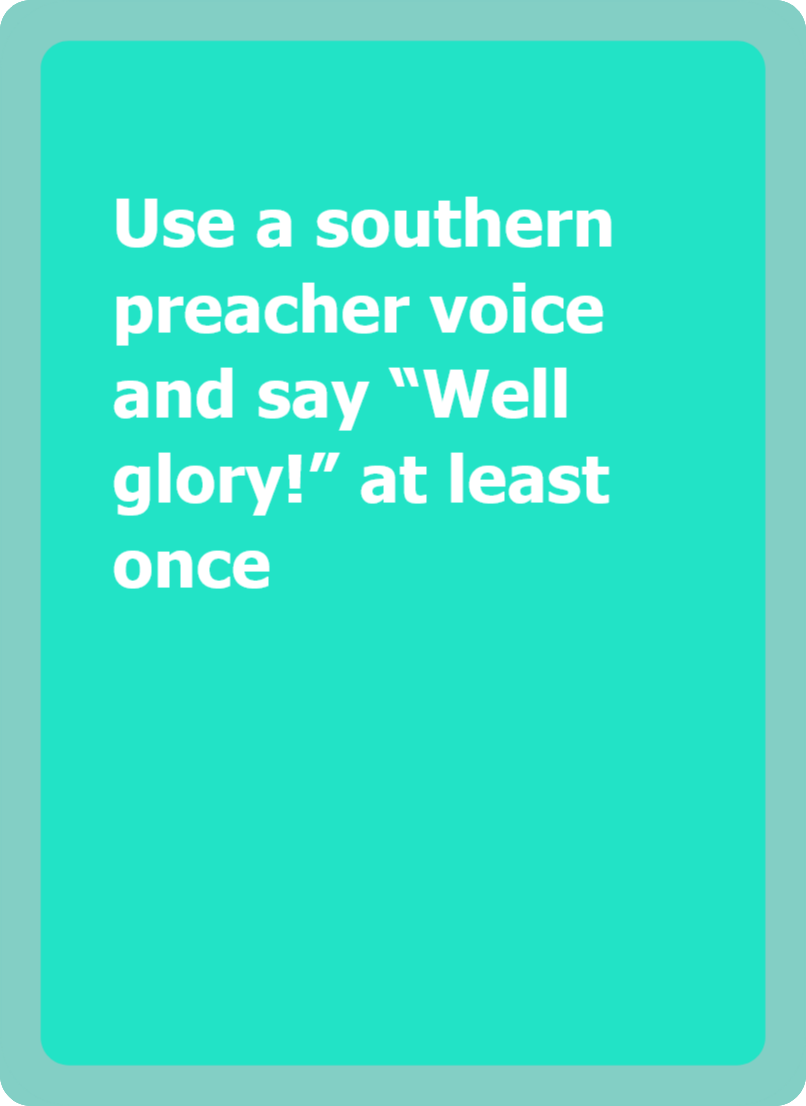 Use a southern
preacher voice
and say “Well
glory!” at least
once